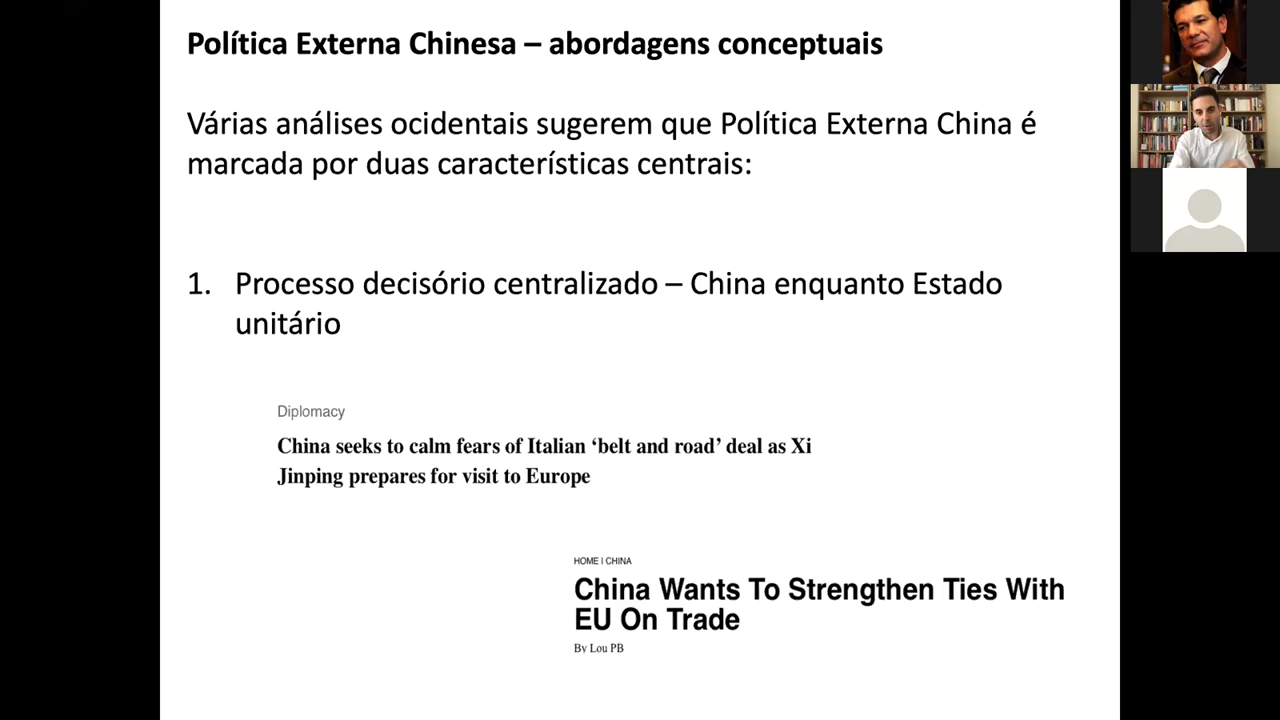 Política Externa Chinesa – abordagens conceptuais
Várias análises ocidentais sugerem que Política Externa China é
marcada por duas características centrais:
1. Processo decisório centralizado – China enquanto Estado
unitário
Diplomacy
China seeks to calm fears of Italian ‘belt and road’ deal as Xi
Jinping prepares for visit to Europe
HOME | CHINA
China Wants To Strengthen Ties With
EU On Trade
By Lou PB